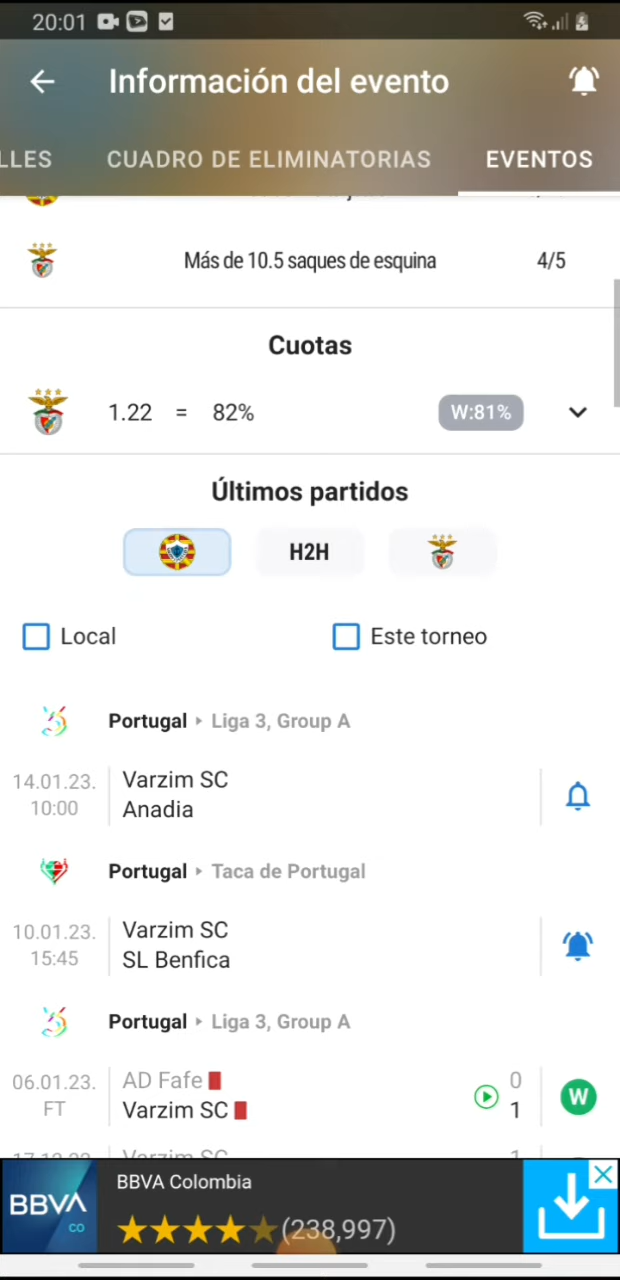 20:01
Información del evento
LLES CUADRO DE ELIMINATORIAS EVENTOS
Más de 10.5 saques de esquina 4/5
Cuotas
1.22 = 82% W:81%
Últimos partidos
H2H
Local Este torneo
Portugal Liga 3, Group A
14.01.23. Varzim SC
10:00 Anadia
Portugal Taca de Portugal
10.01.23. Varzim SC
15:45 SL Benfica
Portugal Liga 3, Group A
06.01.23. AD Fafe 0
FT Varzim SC 1 W
Varzim SC
BBVA Colombia
BBVA
CO
(238,997)